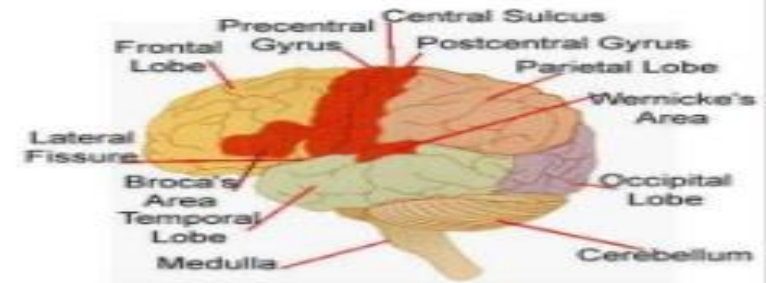 Precentral
Gyrus
Central Sulcus
Frontal
Lobe
Postcentral Gyrus
Parietal Lobe
Wernicke's
Area
Lateral
Fissure
Broca's
Area
Occipital
Lobe
Temporal
Lobe
Medulla
Cerebellum